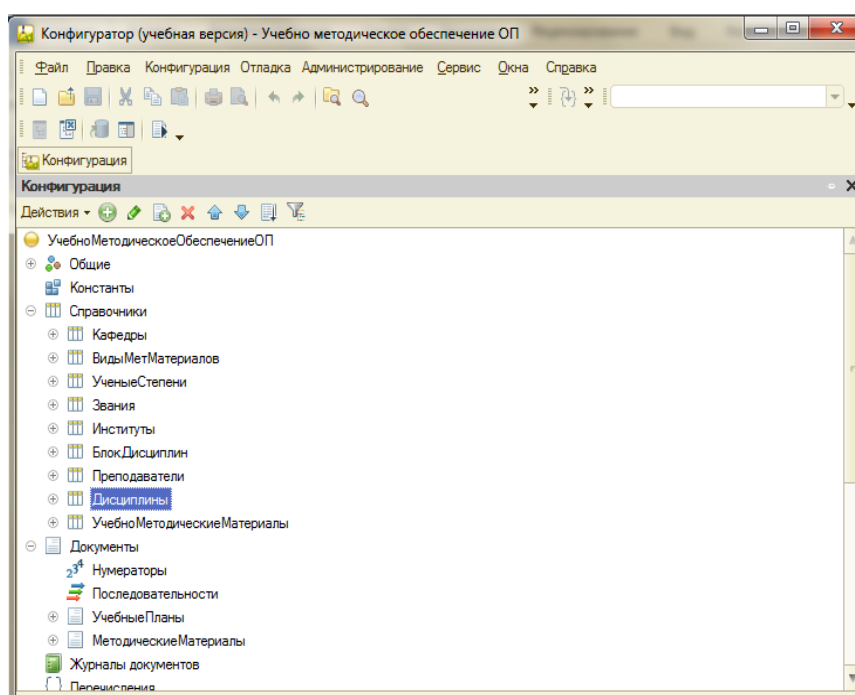 Конфигуратор (учебная версия) - Учебно методическое обеспечение ОП
Файл Правка Конфигурация Отладка Администрирование Сервис Окна Справка
Конфигурация
Конфигурация
Действия
УчебноМетодическоеОбеспечениеОП
Общие
Константы
Справочники
Кафедры
ВидыМетМатериалов
УченыеСтепени
Звания
Институты
БлокДисциплин
Преподаватели
Дисциплины
УчебноМетодическиеМатериалы
Документы
Нумераторы
Последовательности
УчебныеПланы
МетодическиеМатериалы
Журналы документов
Перечисления